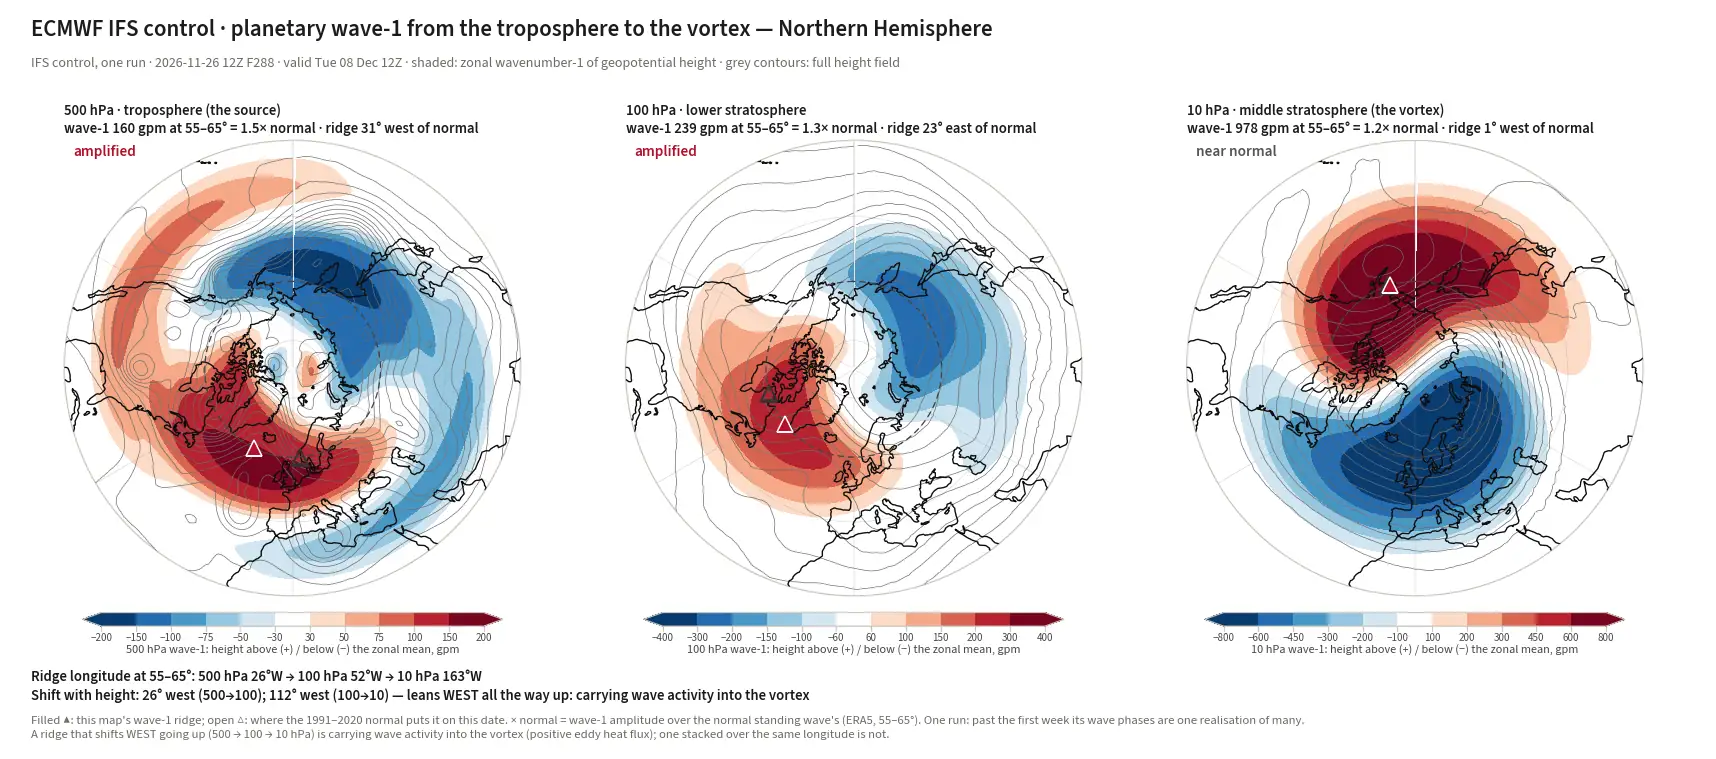 ECMWF IFS control · planetary wave-1 from the troposphere to the vortex — Northern Hemisphere
IFS control, one run · 2026-11-26 12Z F288 · valid Tue 08 Dec 12Z · shaded: zonal wavenumber-1 of geopotential height · grey contours: full height field
500 hPa · troposphere (the source)
wave-1 160 gpm at 55–65° = 1.5× normal · ridge 31° west of normal
amplified
100 hPa · lower stratosphere
wave-1 239 gpm at 55–65° = 1.3× normal · ridge 23° east of normal
amplified
10 hPa · middle stratosphere (the vortex)
wave-1 978 gpm at 55–65° = 1.2× normal · ridge 1° west of normal
near normal
−200 −150 −100 −75 −50 −30 30 50 75 100 150 200
500 hPa wave-1: height above (+) / below (−) the zonal mean, gpm
−400 −300 −200 −150 −100 −60 60 100 150 200 300 400
100 hPa wave-1: height above (+) / below (−) the zonal mean, gpm
−800 −600 −450 −300 −200 −100 100 200 300 450 600 800
10 hPa wave-1: height above (+) / below (−) the zonal mean, gpm
Ridge longitude at 55–65°: 500 hPa 26°W → 100 hPa 52°W → 10 hPa 163°W
Shift with height: 26° west (500→100); 112° west (100→10) — leans WEST all the way up: carrying wave activity into the vortex
Filled ▲: this map's wave-1 ridge; open △: where the 1991–2020 normal puts it on this date. × normal = wave-1 amplitude over the normal standing wave's (ERA5, 55–65°). One run: past the first week its wave phases are one realisation of many.
A ridge that shifts WEST going up (500 → 100 → 10 hPa) is carrying wave activity into the vortex (positive eddy heat flux); one stacked over the same longitude is not.